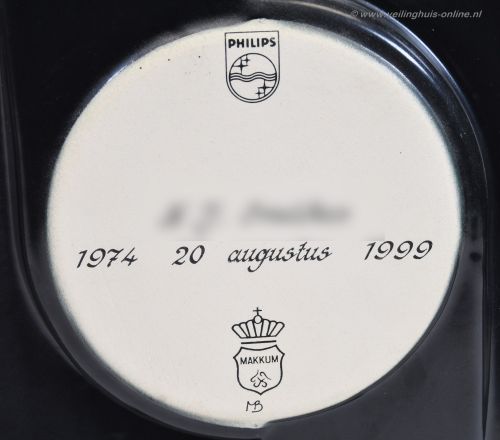 © www.veilinghuis-online.nl
PHILIPS
1974 20 augustus 1999
MAKKUM
MB